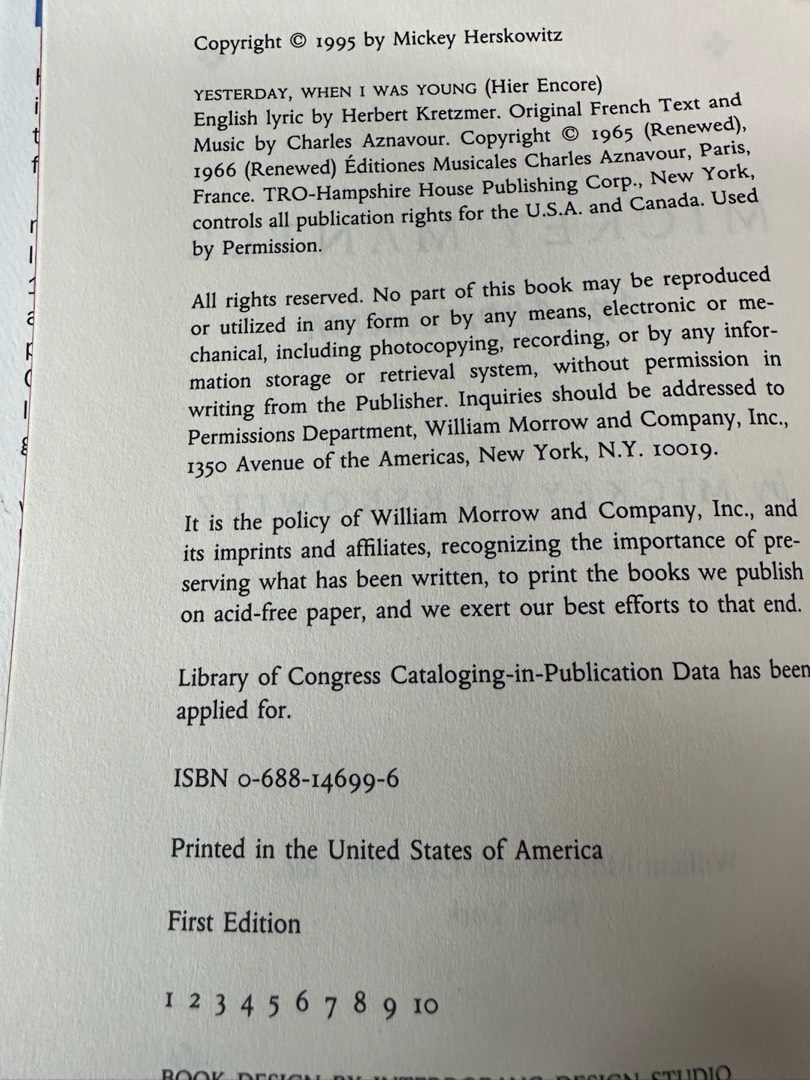 Copyright © 1995 by Mickey Herskowitz
YESTERDAY, WHEN I WAS YOUNG (Hier Encore)
English lyric by Herbert Kretzmer. Original French Text and
Music by Charles Aznavour. Copyright © 1965 (Renewed),
1966 (Renewed) Éditiones Musicales Charles Aznavour, Paris,
France. TRO-Hampshire House Publishing Corp., New York,
controls all publication rights for the U.S.A. and Canada. Used
by Permission.
All rights reserved. No part of this book may be reproduced
or utilized in any form or by any means, electronic or me-
chanical, including photocopying, recording, or by any infor-
mation storage or retrieval system, without permission in
writing from the Publisher. Inquiries should be addressed to
Permissions Department, William Morrow and Company, Inc.,
1350 Avenue of the Americas, New York, N.Y. 10019.
It is the policy of William Morrow and Company, Inc., and
its imprints and affiliates, recognizing the importance of pre-
serving what has been written, to print the books we publish
on acid-free paper, and we exert our best efforts to that end.
Library of Congress Cataloging-in-Publication Data has been
applied for.
ISBN 0-688-14699-6
Printed in the United States of America
First Edition
1 2 3 4 5 6 7 8 9 10
BOOK DESIGN BY INTERROBANG DESIGN STUDIO